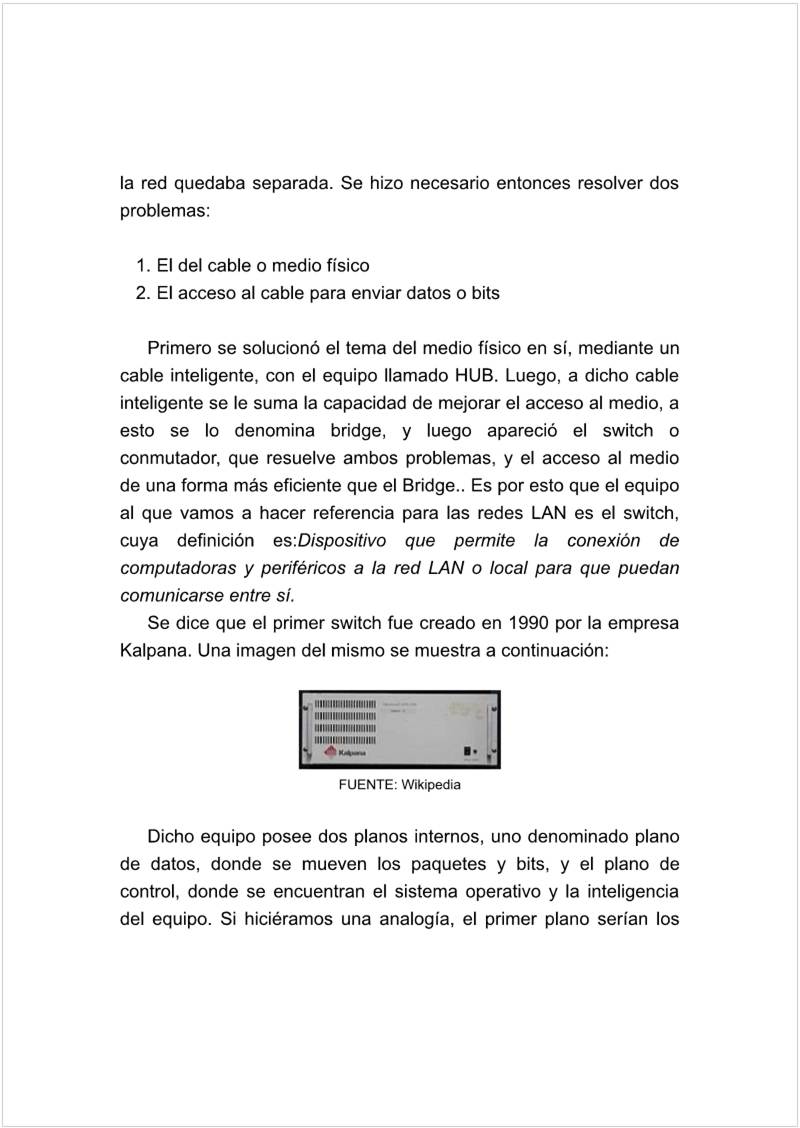 la red quedaba separada. Se hizo necesario entonces resolver dos
problemas:
1. El del cable o medio físico
2. El acceso al cable para enviar datos o bits
Primero se solucionó el tema del medio físico en sí, mediante un
cable inteligente, con el equipo llamado HUB. Luego, a dicho cable
inteligente se le suma la capacidad de mejorar el acceso al medio, a
esto se lo denomina bridge, y luego apareció el switch o
conmutador, que resuelve ambos problemas, y el acceso al medio
de una forma más eficiente que el Bridge.. Es por esto que el equipo
al que vamos a hacer referencia para las redes LAN es el switch,
cuya definición es:Dispositivo que permite la conexión de
computadoras y periféricos a la red LAN o local para que puedan
comunicarse entre sí.
Se dice que el primer switch fue creado en 1990 por la empresa
Kalpana. Una imagen del mismo se muestra a continuación:
Kalpana
FUENTE: Wikipedia
Dicho equipo posee dos planos internos, uno denominado plano
de datos, donde se mueven los paquetes y bits, y el plano de
control, donde se encuentran el sistema operativo y la inteligencia
del equipo. Si hiciéramos una analogía, el primer plano serían los